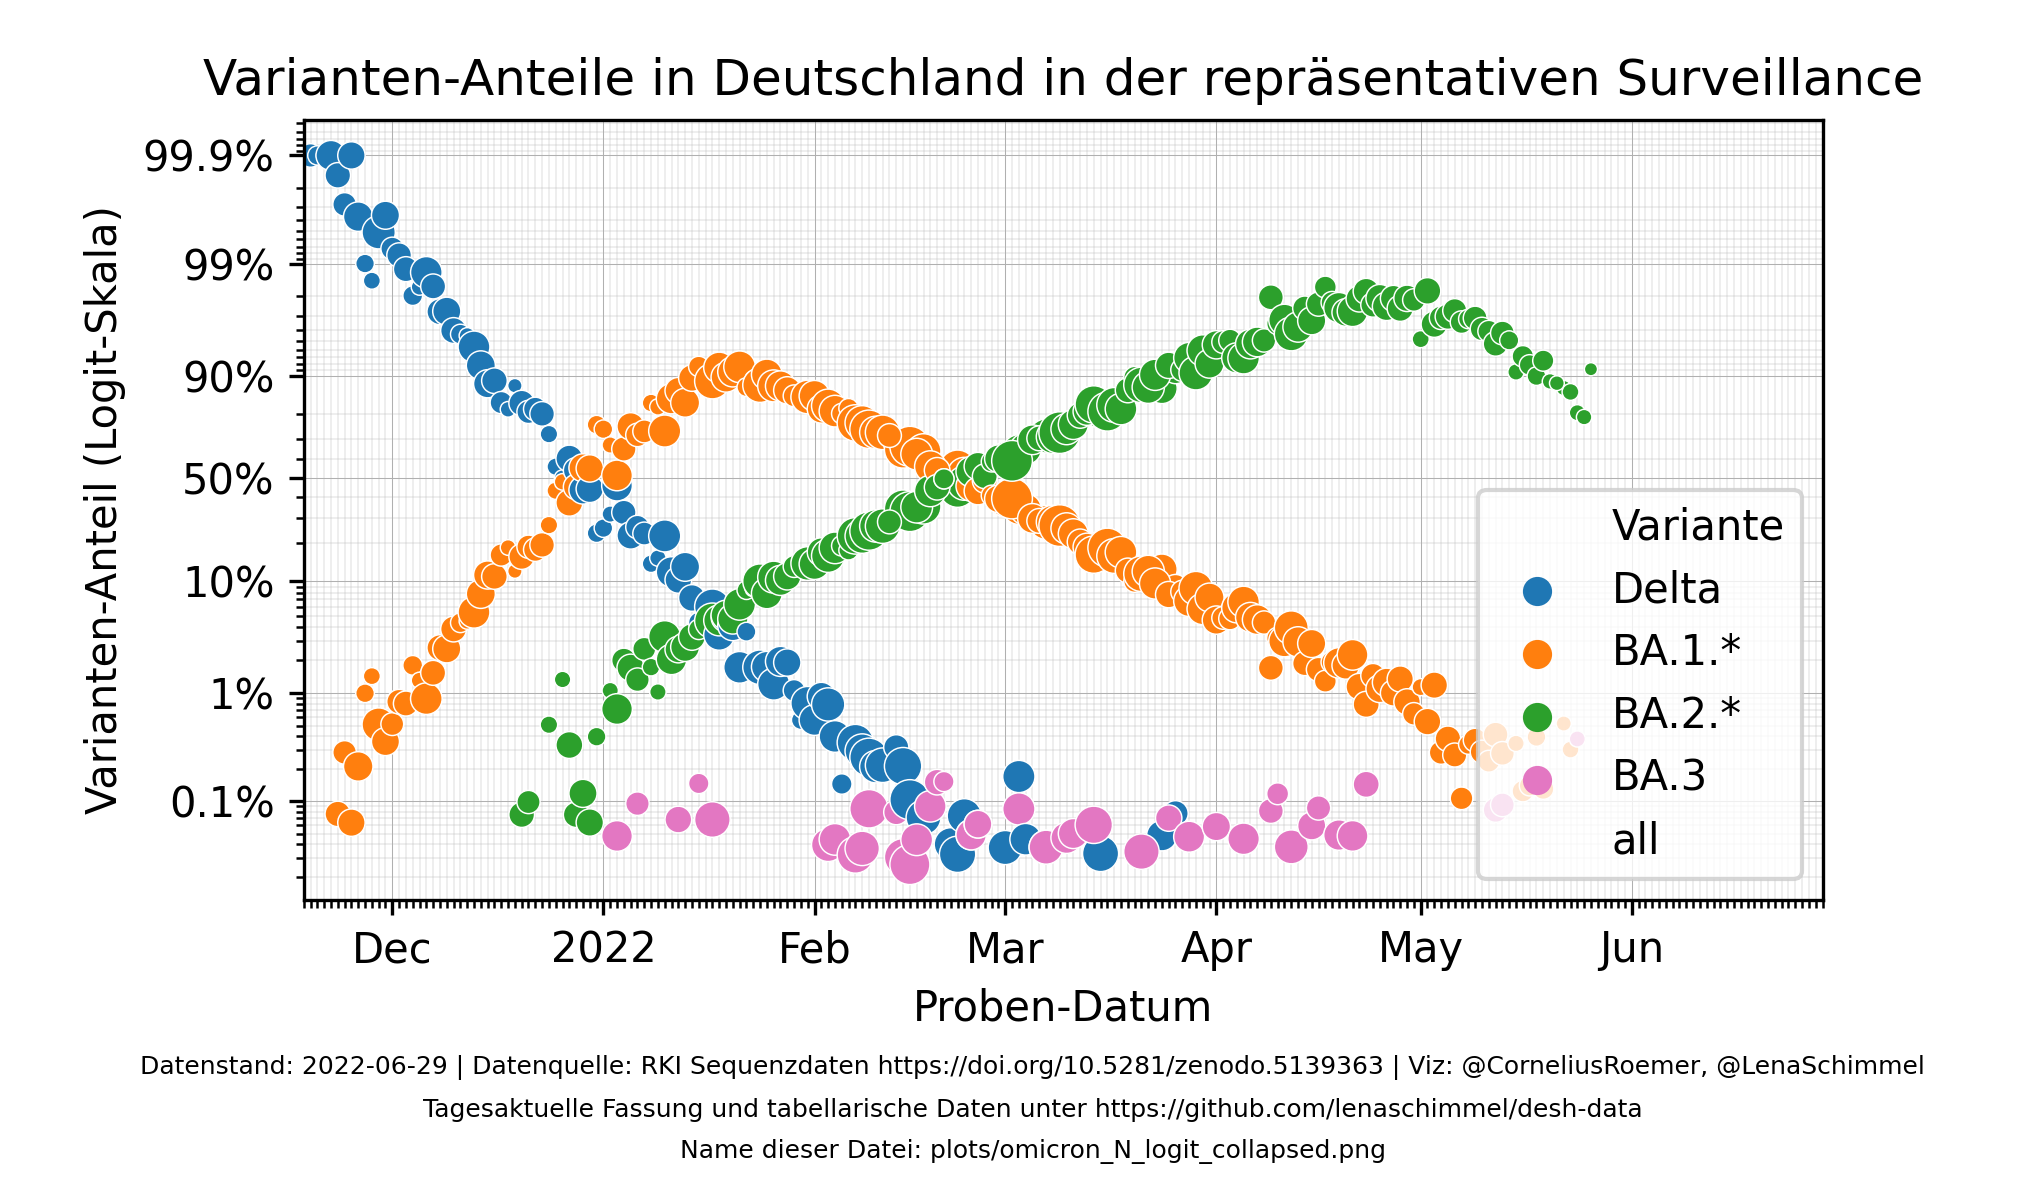 Varianten-Anteile in Deutschland in der repräsentativen Surveillance
Varianten-Anteil (Logit-Skala)
99.9%
99%
90%
50%
10%
1%
0.1%
Variante
Delta
BA.1.*
BA.2.*
BA.3
all
Dec 2022 Feb Mar Apr May Jun
Proben-Datum
Datenstand: 2022-06-29 | Datenquelle: RKI Sequenzdaten https://doi.org/10.5281/zenodo.5139363 | Viz: @CorneliusRoemer, @LenaSchimmel
Tagesaktuelle Fassung und tabellarische Daten unter https://github.com/lenaschimmel/desh-data
Name dieser Datei: plots/omicron_N_logit_collapsed.png